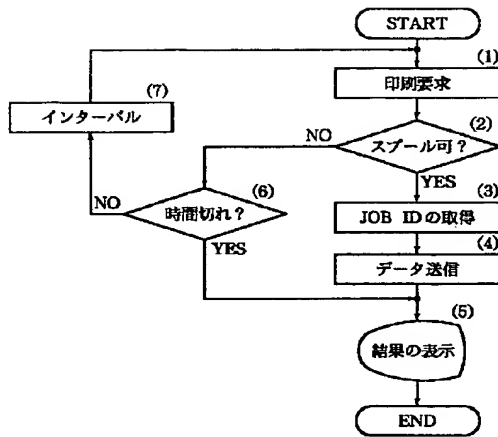 START
(1)
印刷要求
(7)
インターバル
(2)
NO
スプール可？
YES
(3)
JOB IDの取得
(6)
NO
時間切れ？
YES
(4)
データ送信
(5)
結果の表示
END